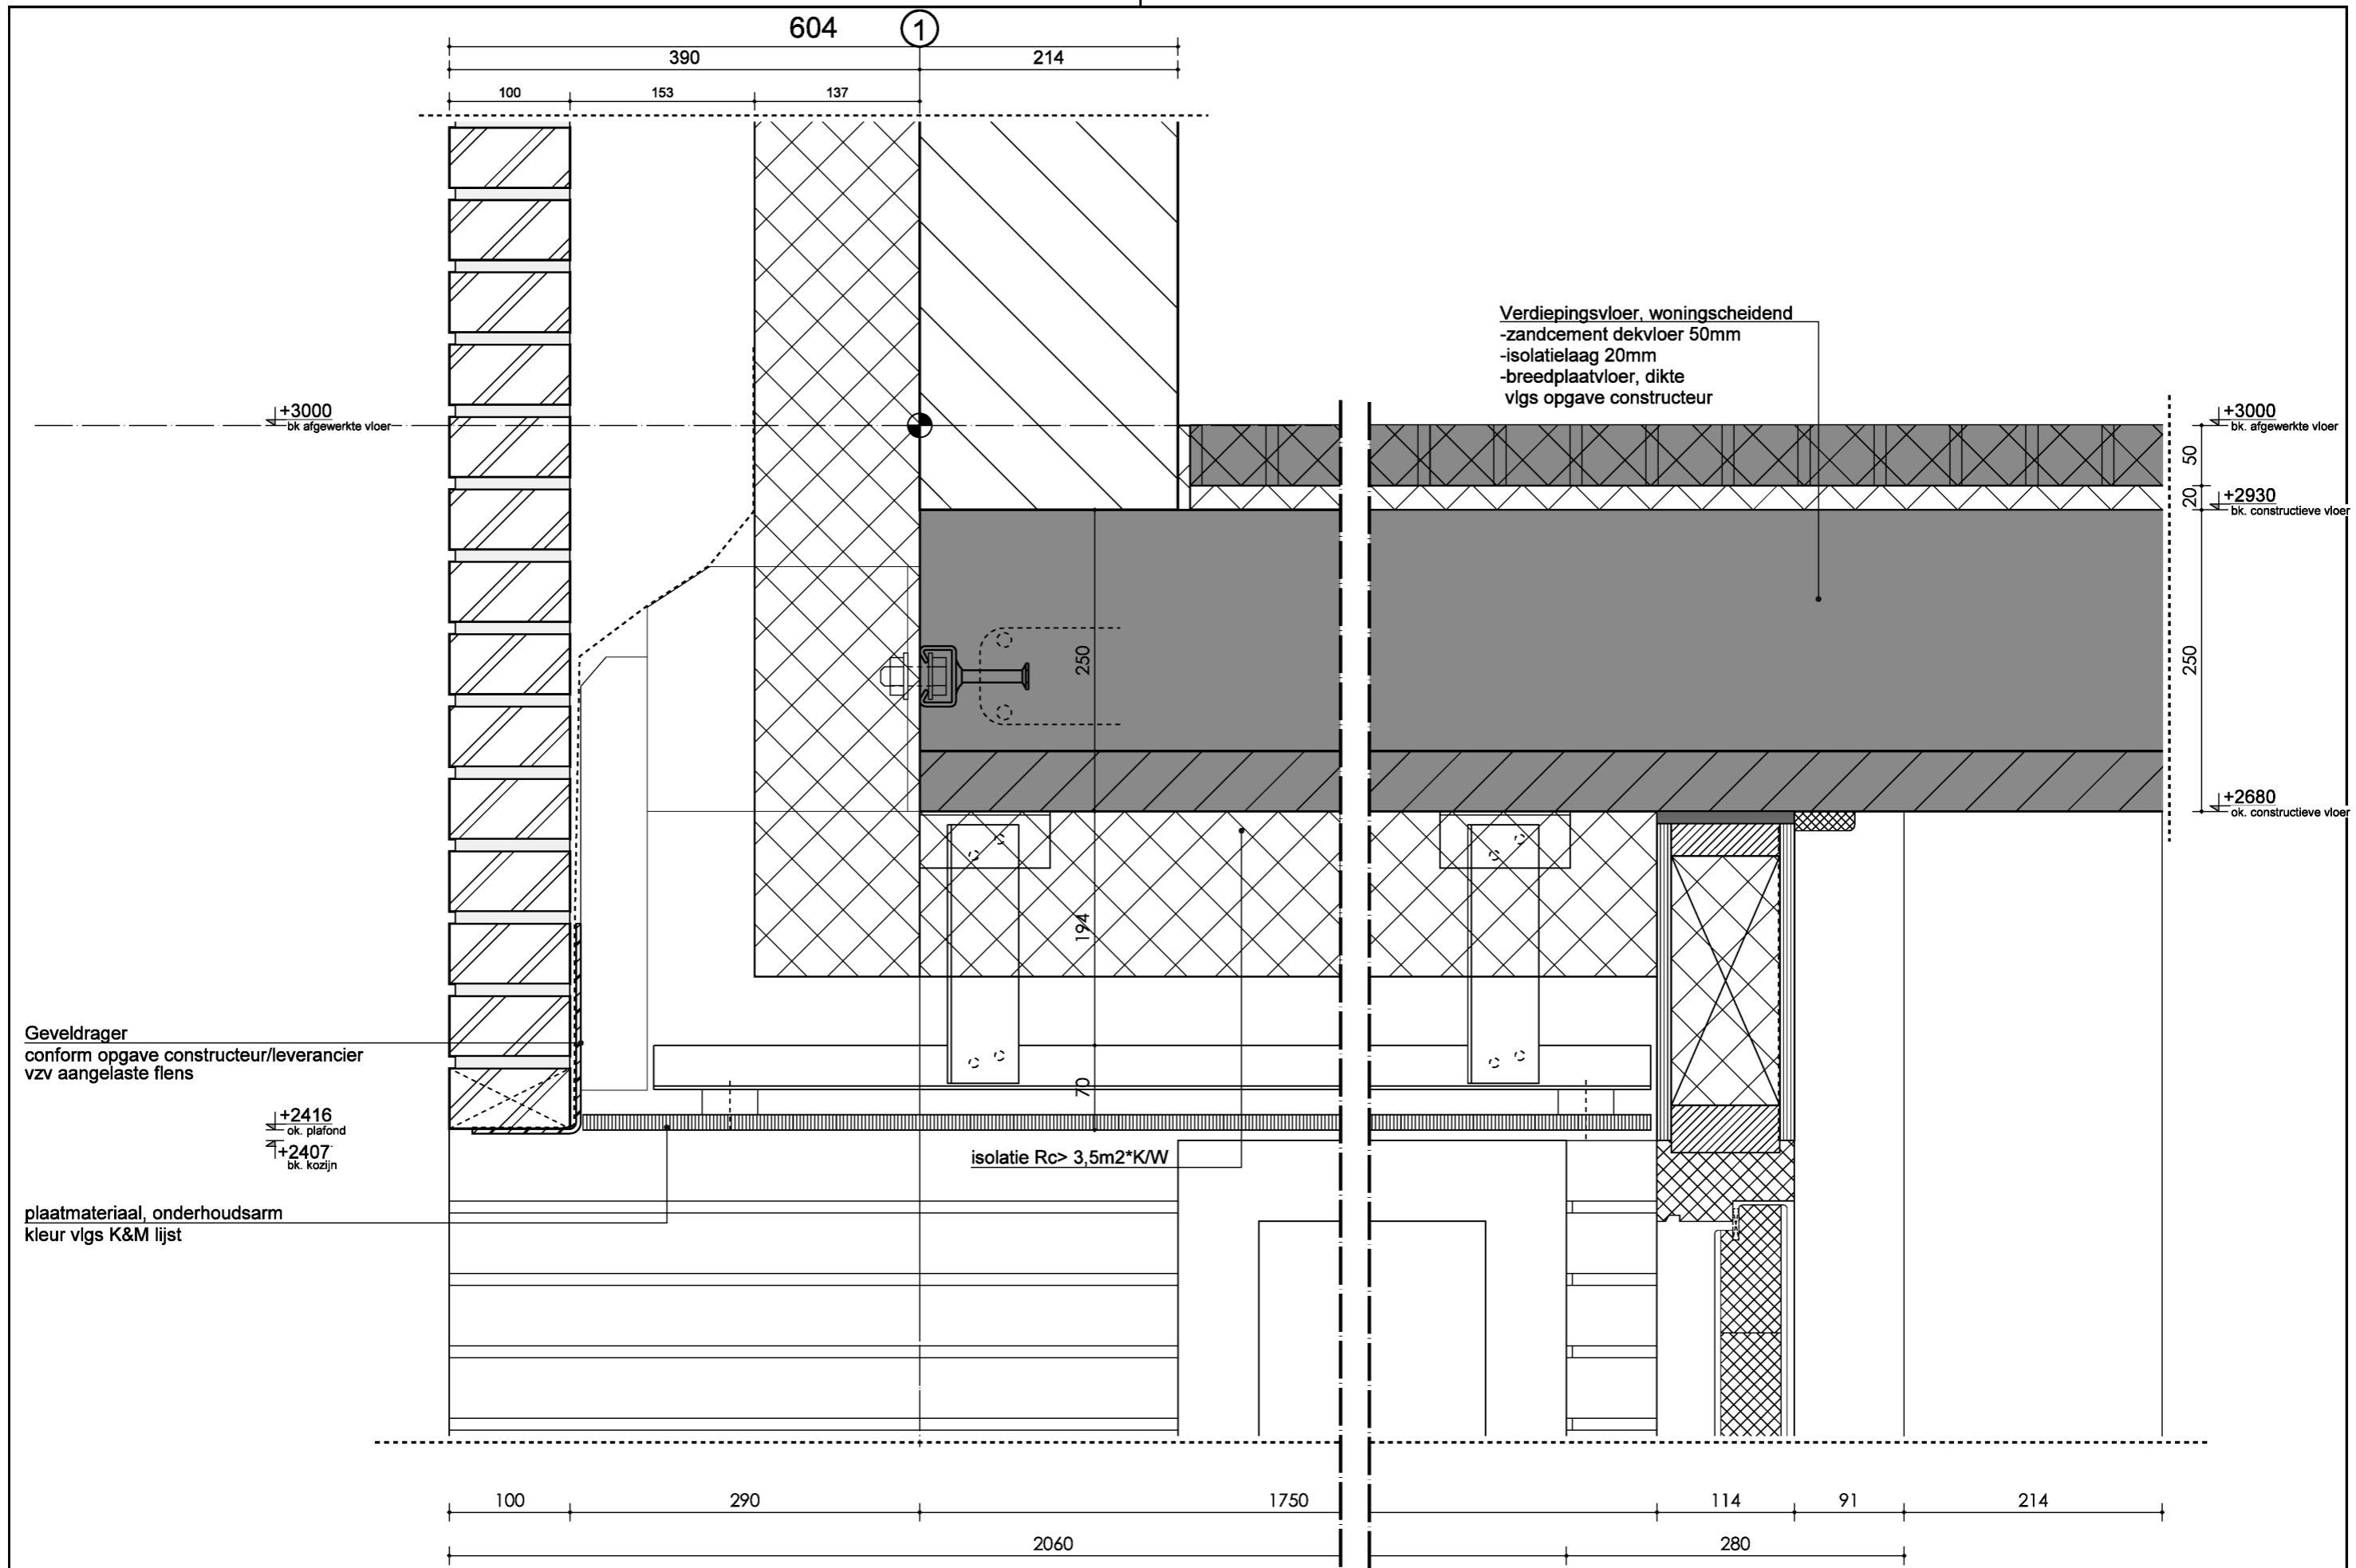 604
1
390
214
100
153
137
Verdiepingsvloer, woningscheidend
-zandcement dekvloer 50mm
-isolatielaag 20mm
-breedplaatvloer, dikte
vlgs opgave constructeur
+3000
bk afgewerkte vloer
+3000
bk. afgewerkte vloer
50
20
+2930
bk. constructieve vloer
250
250
+2680
ok. constructieve vloer
194
70
Geveldrager
conform opgave constructeur/leverancier
vzv aangelaste flens
+2416
ok. plafond
+2407
bk. kozijn
isolatie Rc> 3,5m2*K/W
plaatmateriaal, onderhoudsarm
kleur vlgs K&M lijst
100
290
1750
114
91
214
2060
280